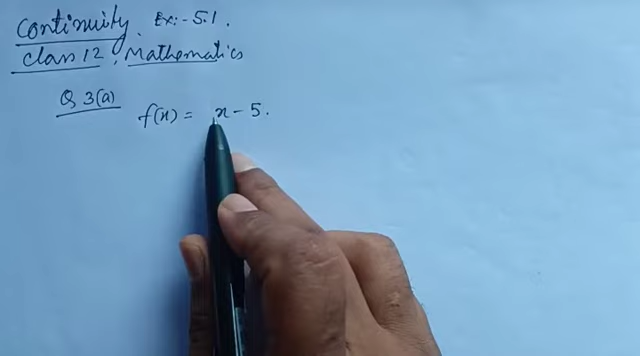 Continuity. Ex:- 5.1.
Class 12, Mathematics
Q 3(a) f(x) = x - 5.